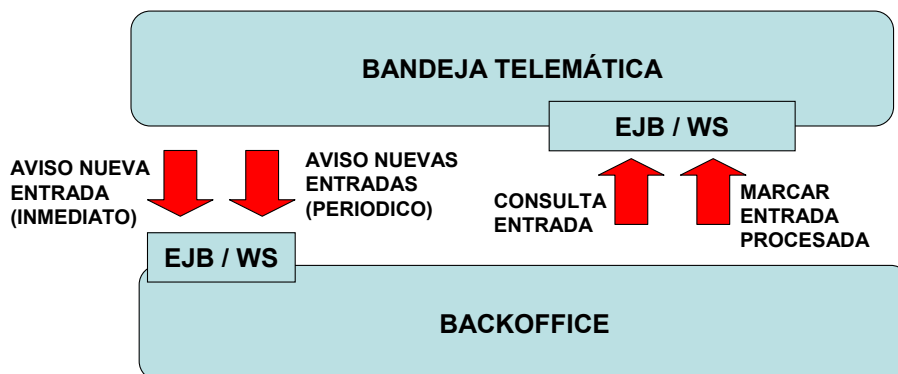 BANDEJA TELEMÁTICA
EJB / WS
AVISO NUEVA
ENTRADA
(INMEDIATO)
AVISO NUEVAS
ENTRADAS
(PERIODICO)
CONSULTA
ENTRADA
MARCAR
ENTRADA
PROCESADA
EJB / WS
BACKOFFICE